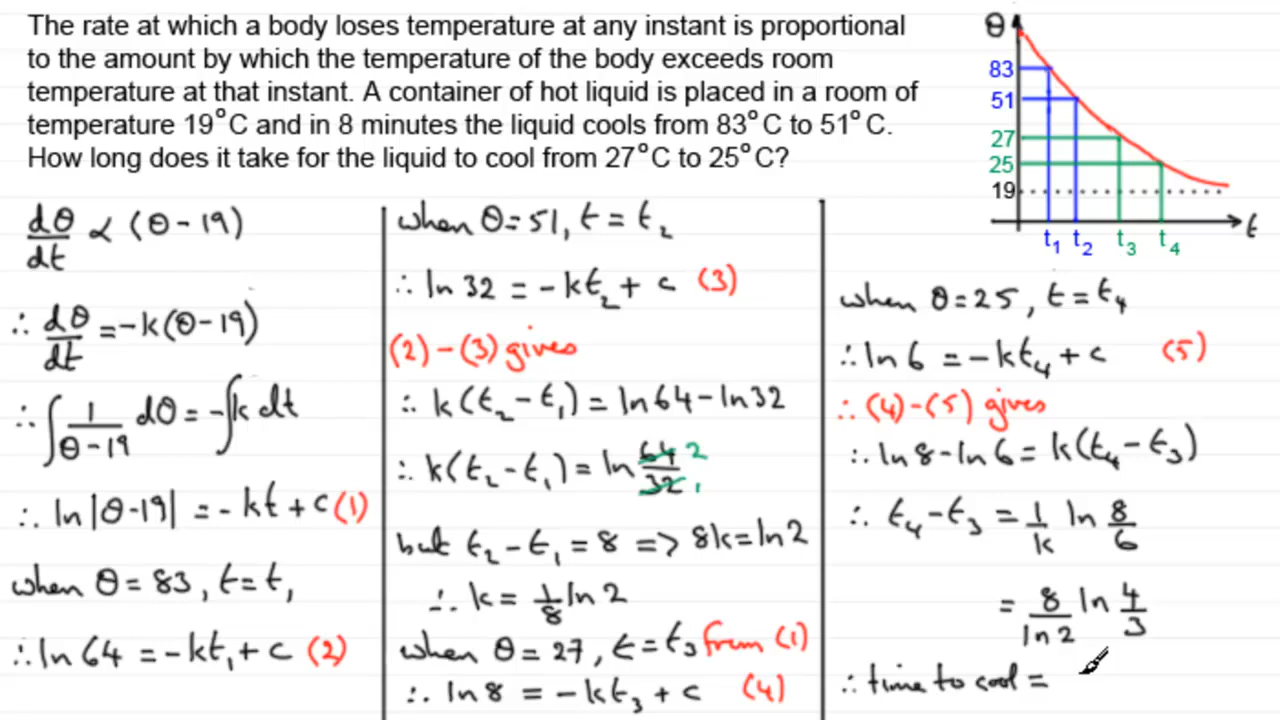 The rate at which a body loses temperature at any instant is proportional
to the amount by which the temperature of the body exceeds room
temperature at that instant. A container of hot liquid is placed in a room of
temperature 19°C and in 8 minutes the liquid cools from 83°C to 51°C.
How long does it take for the liquid to cool from 27°C to 25°C?
θ
83
51
27
25
19
t₁ t₂ t₃ t₄ t
dθ/dt ∝ (θ - 19)
∴ dθ/dt = -k(θ - 19)
∴ ∫ 1/(θ - 19) dθ = -∫ k dt
∴ ln|θ - 19| = -kt + c (1)
when θ = 83, t = t₁
∴ ln 64 = -kt₁ + c (2)
when θ = 51, t = t₂
∴ ln 32 = -kt₂ + c (3)
(2) - (3) gives
∴ k(t₂ - t₁) = ln 64 - ln 32
∴ k(t₂ - t₁) = ln 64/32 2 1
but t₂ - t₁ = 8 => 8k = ln 2
∴ k = 1/8 ln 2
when θ = 27, t = t₃ from (1)
∴ ln 8 = -kt₃ + c (4)
when θ = 25, t = t₄
∴ ln 6 = -kt₄ + c (5)
∴ (4) - (5) gives
∴ ln 8 - ln 6 = k(t₄ - t₃)
∴ t₄ - t₃ = 1/k ln 8/6
= 8/ln 2 ln 4/3
∴ time to cool =